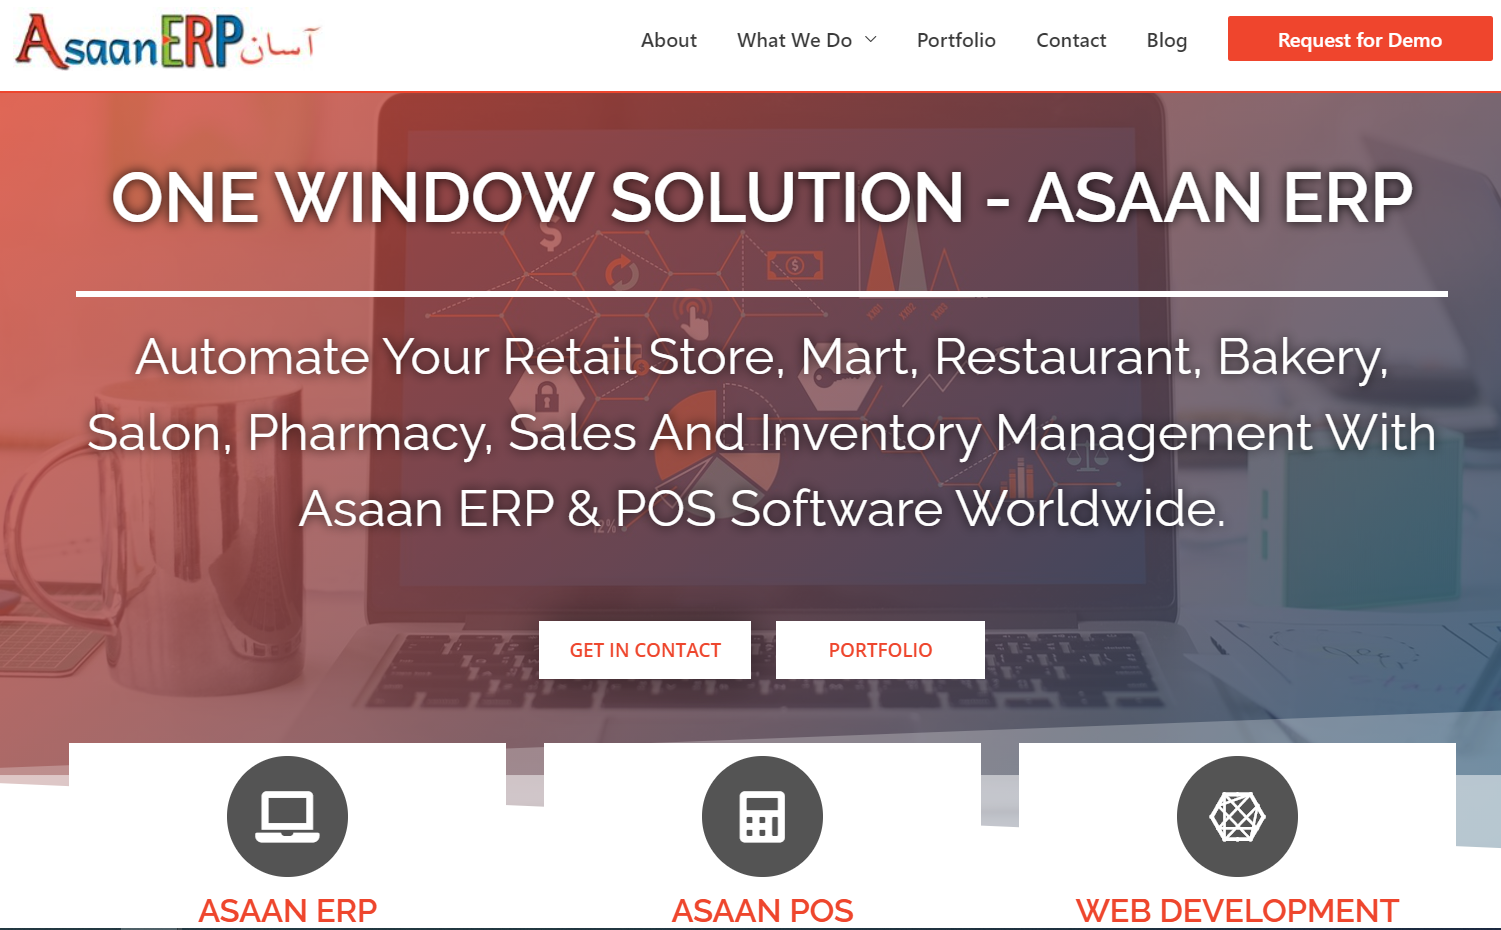 AsaanERP آسان
About What We Do Portfolio Contact Blog Request for Demo
ONE WINDOW SOLUTION - ASAAN ERP
Automate Your Retail Store, Mart, Restaurant, Bakery,
Salon, Pharmacy, Sales And Inventory Management With
Asaan ERP & POS Software Worldwide.
12%
GET IN CONTACT PORTFOLIO
ASAAN ERP ASAAN POS WEB DEVELOPMENT